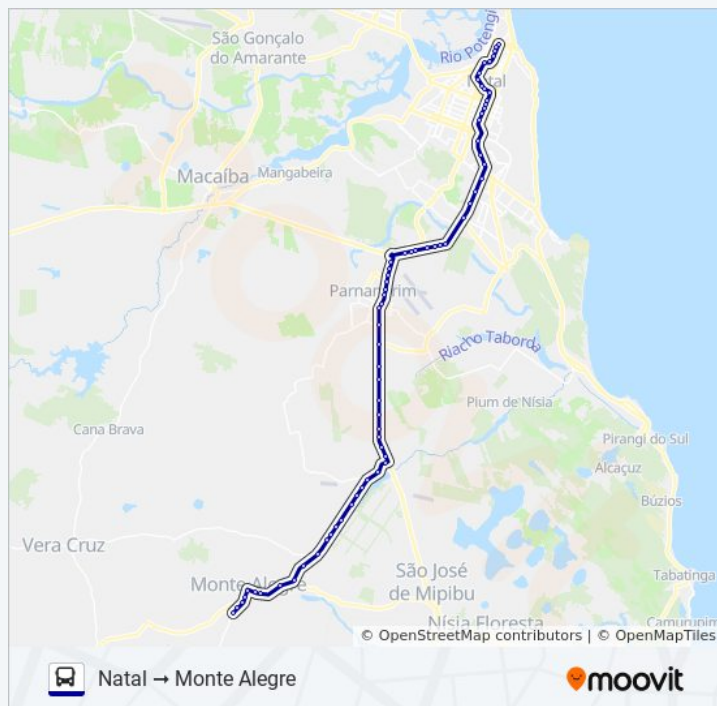 São Gonçalo
do Amarante
Rio Potengi
Natal
Macaíba
Mangabeira
Parnamirim
Riacho Taborda
Pium de Nísia
Cana Brava
Pirangi do Sul
Alcaçuz
Búzios
Vera Cruz
Monte Alegre
São José
de Mipibu
Tabatinga
Nísia Floresta
Camurupim
© OpenStreetMap contributors | © OpenMapTiles
Natal → Monte Alegre
moovit